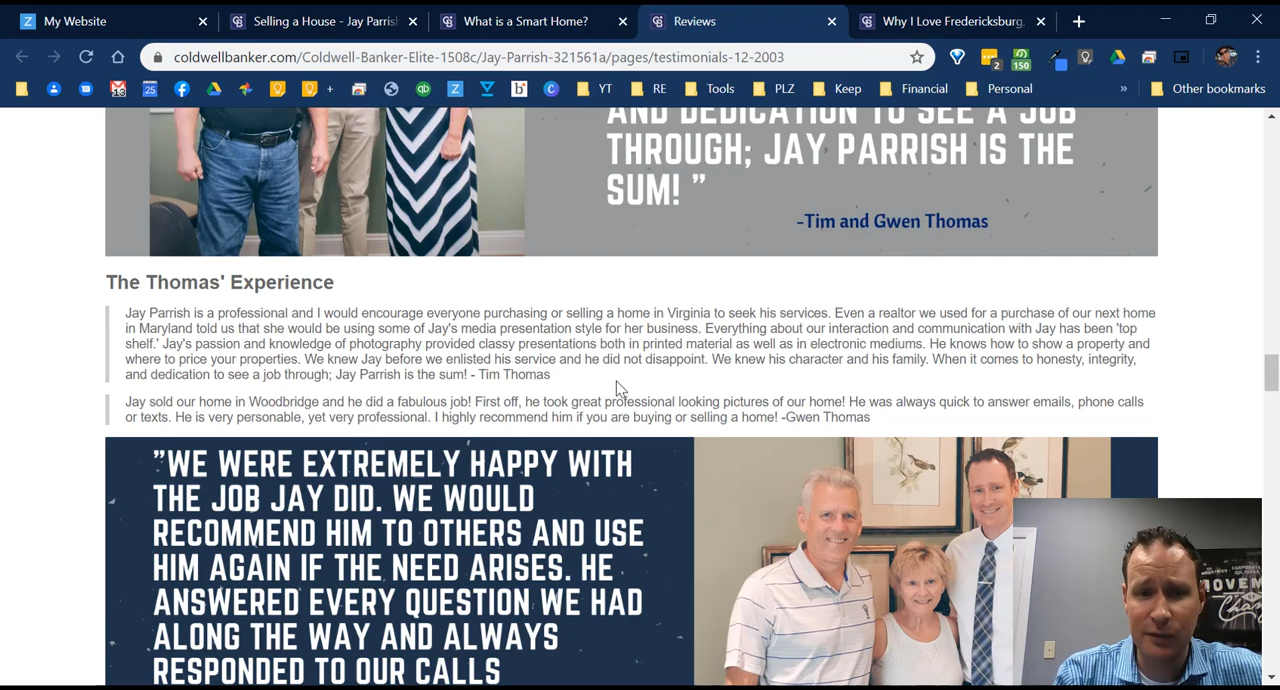 My Website
Selling a House - Jay Parrish
What is a Smart Home?
Reviews
Why I Love Fredericksburg,
coldwellbanker.com/Coldwell-Banker-Elite-1508c/Jay-Parrish-321561a/pages/testimonials-12-2003
2
150
13
25
+
YT
RE
Tools
PLZ
Keep
Financial
Personal
»
Other bookmarks
AND DEDICATION TO SEE A JOB
THROUGH; JAY PARRISH IS THE
SUM! "
-Tim and Gwen Thomas
The Thomas' Experience
Jay Parrish is a professional and I would encourage everyone purchasing or selling a home in Virginia to seek his services. Even a realtor we used for a purchase of our next home
in Maryland told us that she would be using some of Jay's media presentation style for her business. Everything about our interaction and communication with Jay has been 'top
shelf.' Jay's passion and knowledge of photography provided classy presentations both in printed material as well as in electronic mediums. He knows how to show a property and
where to price your properties. We knew Jay before we enlisted his service and he did not disappoint. We knew his character and his family. When it comes to honesty, integrity,
and dedication to see a job through; Jay Parrish is the sum! - Tim Thomas
Jay sold our home in Woodbridge and he did a fabulous job! First off, he took great professional looking pictures of our home! He was always quick to answer emails, phone calls
or texts. He is very personable, yet very professional. I highly recommend him if you are buying or selling a home! -Gwen Thomas
"WE WERE EXTREMELY HAPPY WITH
THE JOB JAY DID. WE WOULD
RECOMMEND HIM TO OTHERS AND USE
HIM AGAIN IF THE NEED ARISES. HE
ANSWERED EVERY QUESTION WE HAD
ALONG THE WAY AND ALWAYS
RESPONDED TO OUR CALLS